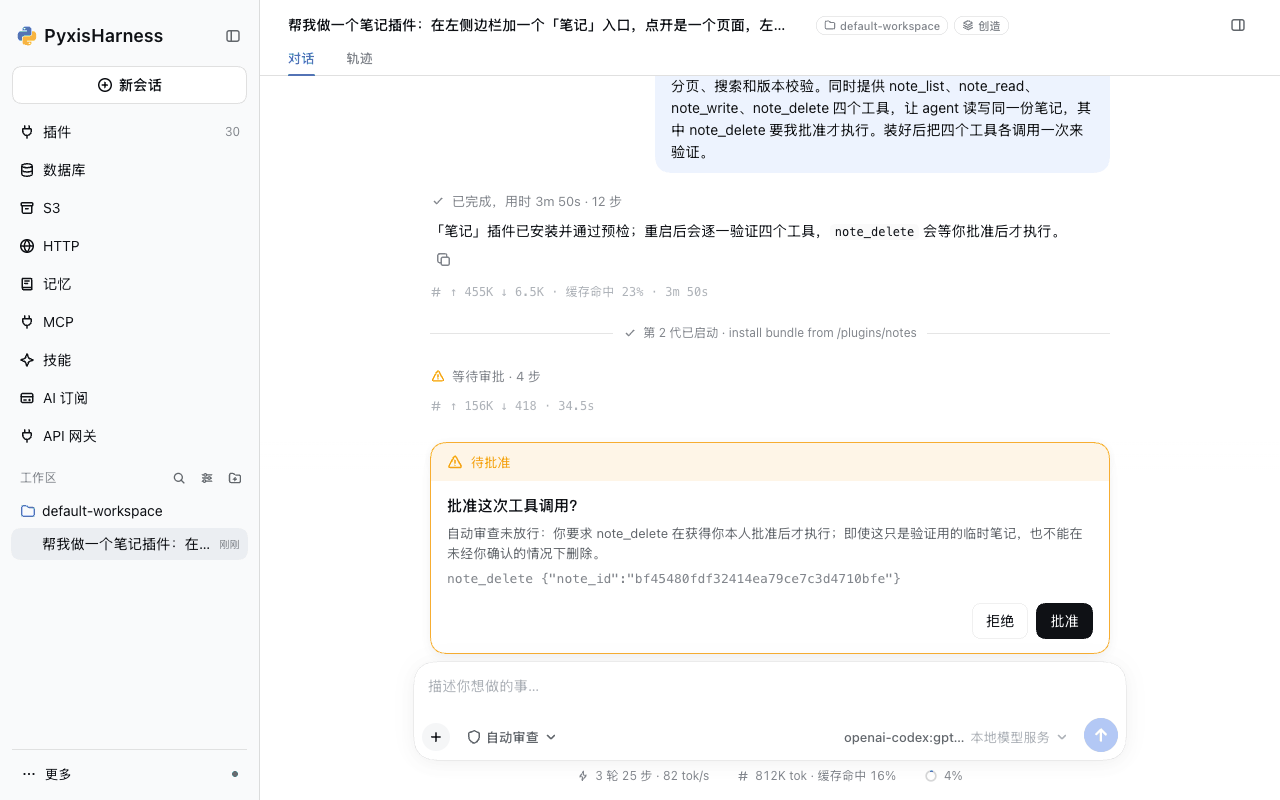 PyxisHarness
新会话
插件 30
数据库
S3
HTTP
记忆
MCP
技能
AI 订阅
API 网关
工作区
default-workspace
帮我做一个笔记插件：在... 刚刚
更多
帮我做一个笔记插件：在左侧边栏加一个「笔记」入口，点开是一个页面，左...
default-workspace
创造
对话
轨迹
分页、搜索和版本校验。同时提供 note_list、note_read、
note_write、note_delete 四个工具，让 agent 读写同一份笔记，其
中 note_delete 要我批准才执行。装好后把四个工具各调用一次来
验证。
已完成，用时 3m 50s · 12 步
「笔记」插件已安装并通过预检；重启后会逐一验证四个工具， note_delete 会等你批准后才执行。
# ↑ 455K ↓ 6.5K · 缓存命中 23% · 3m 50s
第 2 代已启动 · install bundle from /plugins/notes
等待审批 · 4 步
# ↑ 156K ↓ 418 · 34.5s
待批准
批准这次工具调用?
自动审查未放行：你要求 note_delete 在获得你本人批准后才执行；即使这只是验证用的临时笔记，也不能在
未经你确认的情况下删除。
note_delete {"note_id":"bf45480fdf32414ea79ce7c3d4710bfe"}
拒绝
批准
描述你想做的事...
自动审查
openai-codex:gpt... 本地模型服务
3 轮 25 步 · 82 tok/s
# 812K tok · 缓存命中 16%
4%